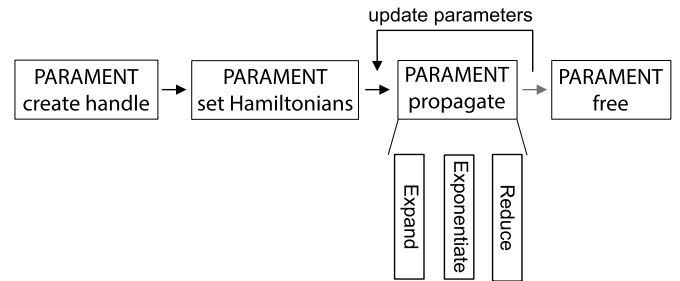 update parameters
PARAMENT
create handle
PARAMENT
set Hamiltonians
PARAMENT
propagate
PARAMENT
free
Expand
Exponentiate
Reduce